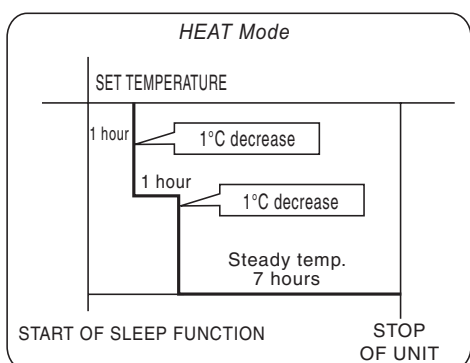 HEAT Mode
SET TEMPERATURE
1 hour
1°C decrease
1 hour
1°C decrease
Steady temp.
7 hours
START OF SLEEP FUNCTION
STOP
OF UNIT